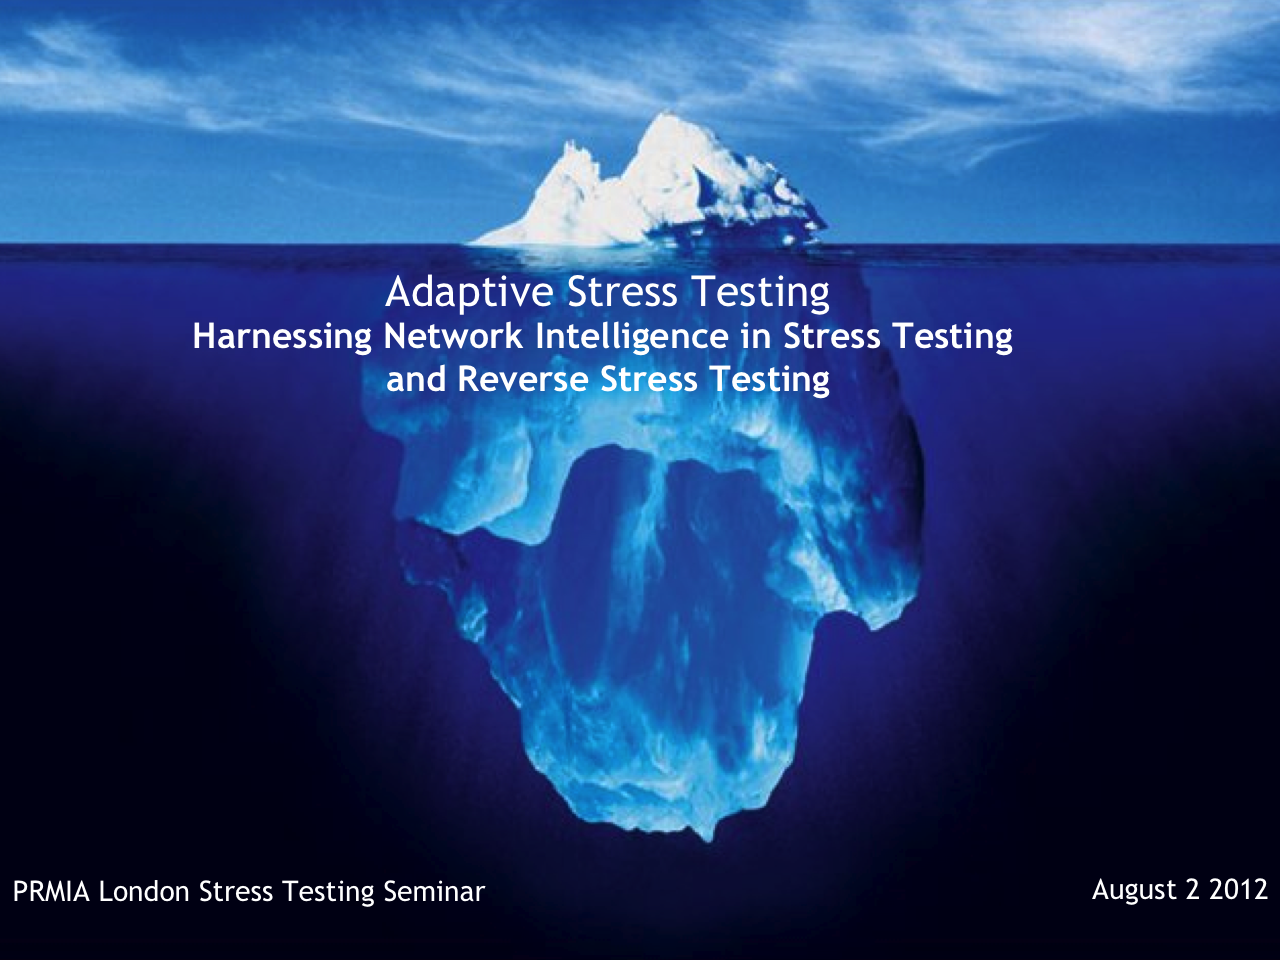 Adaptive Stress Testing
Harnessing Network Intelligence in Stress Testing
and Reverse Stress Testing
PRMIA London Stress Testing Seminar
August 2 2012